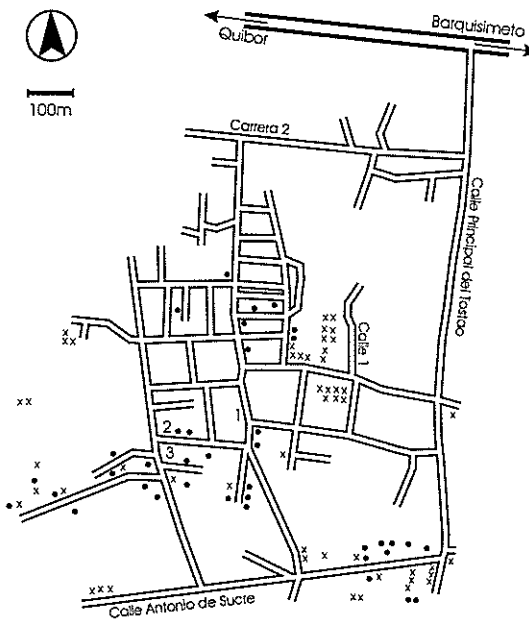 Barquisimeto
Quibor
100m
Carrera 2
Calle Principal del Tostao
Calle 1
1
2
3
Calle Antonio de Sucre